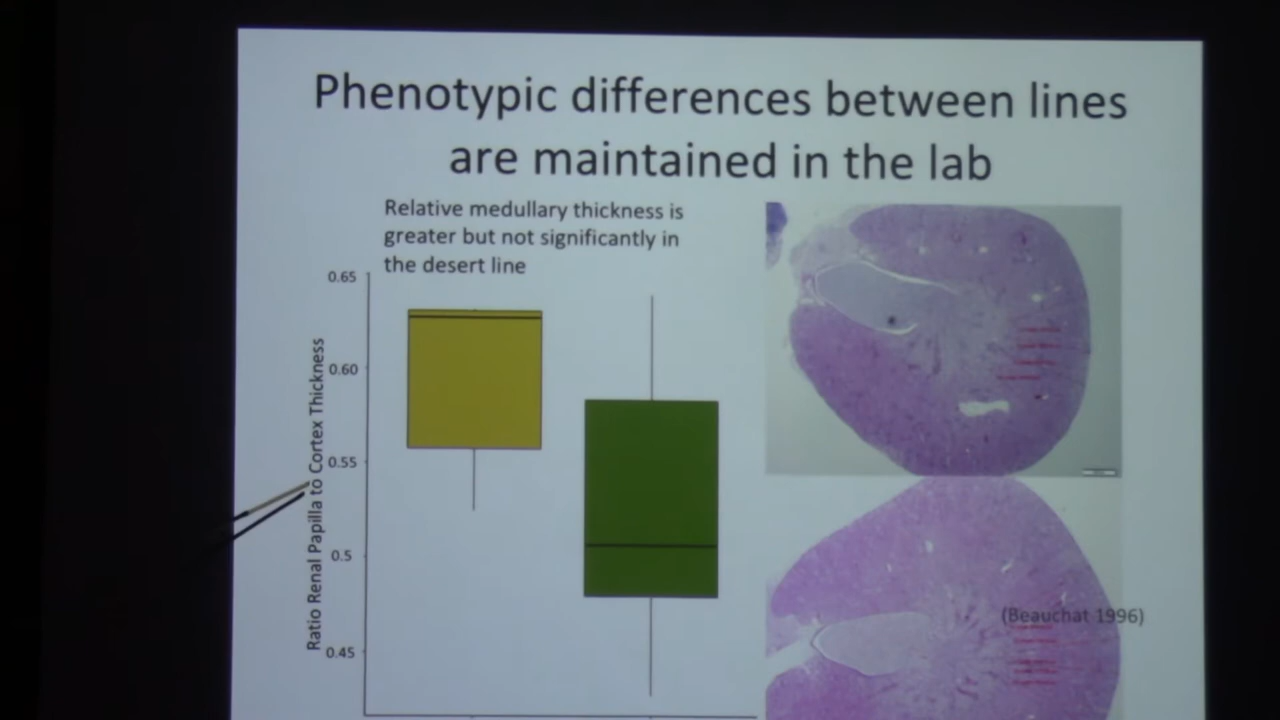 Phenotypic differences between lines
are maintained in the lab
Relative medullary thickness is
greater but not significantly in
the desert line
Ratio Renal Papilla to Cortex Thickness
0.65
0.60
0.55
0.5
0.45
(Beauchat 1996)